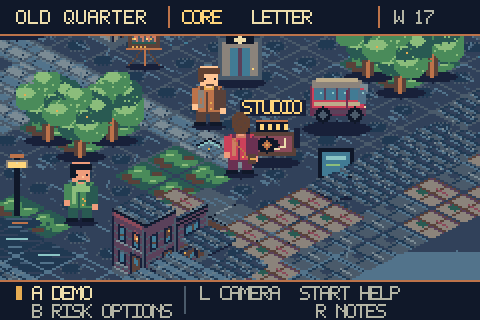 OLD QUARTER CORE LETTER W 17
STUDIO
A DEMO L CAMERA START HELP
B RISK OPTIONS R NOTES